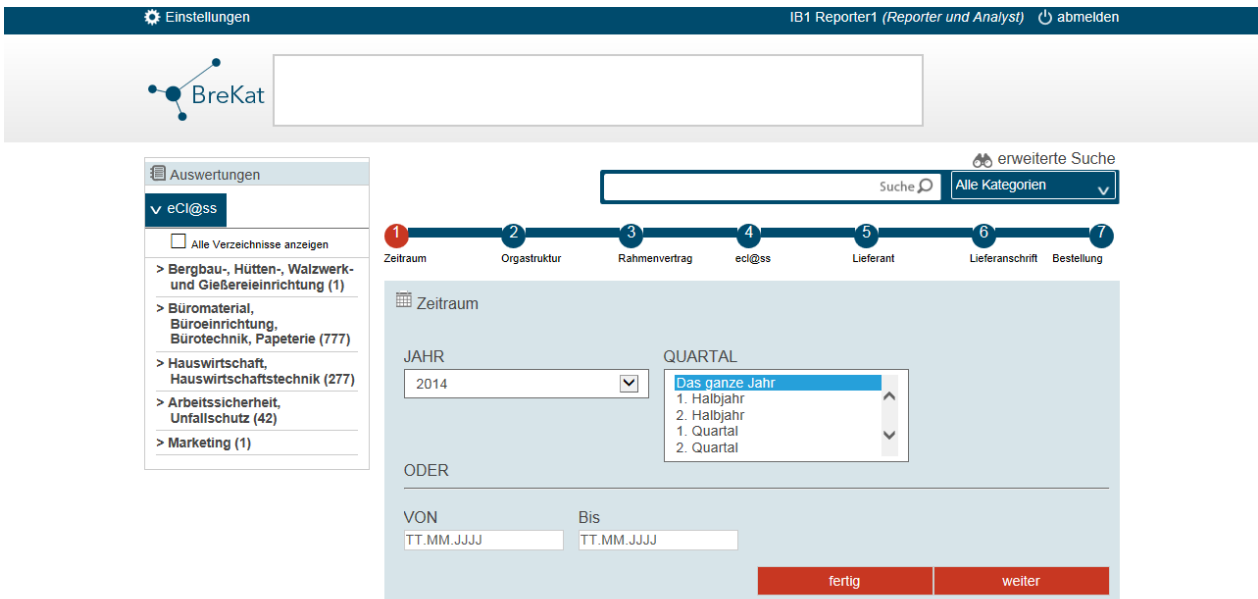 Einstellungen
IB1 Reporter1 (Reporter und Analyst) abmelden
BreKat
erweiterte Suche
Suche
Alle Kategorien
Auswertungen
eCl@ss
Alle Verzeichnisse anzeigen
> Bergbau-, Hütten-, Walzwerk-
und Gießereieinrichtung (1)
> Büromaterial,
Büroeinrichtung,
Bürotechnik, Papeterie (777)
> Hauswirtschaft,
Hauswirtschaftstechnik (277)
> Arbeitssicherheit,
Unfallschutz (42)
> Marketing (1)
1 2 3 4 5 6 7
Zeitraum Orgastruktur Rahmenvertrag ecl@ss Lieferant Lieferanschrift Bestellung
Zeitraum
JAHR
2014
QUARTAL
Das ganze Jahr
1. Halbjahr
2. Halbjahr
1. Quartal
2. Quartal
ODER
VON Bis
TT.MM.JJJJ TT.MM.JJJJ
fertig weiter